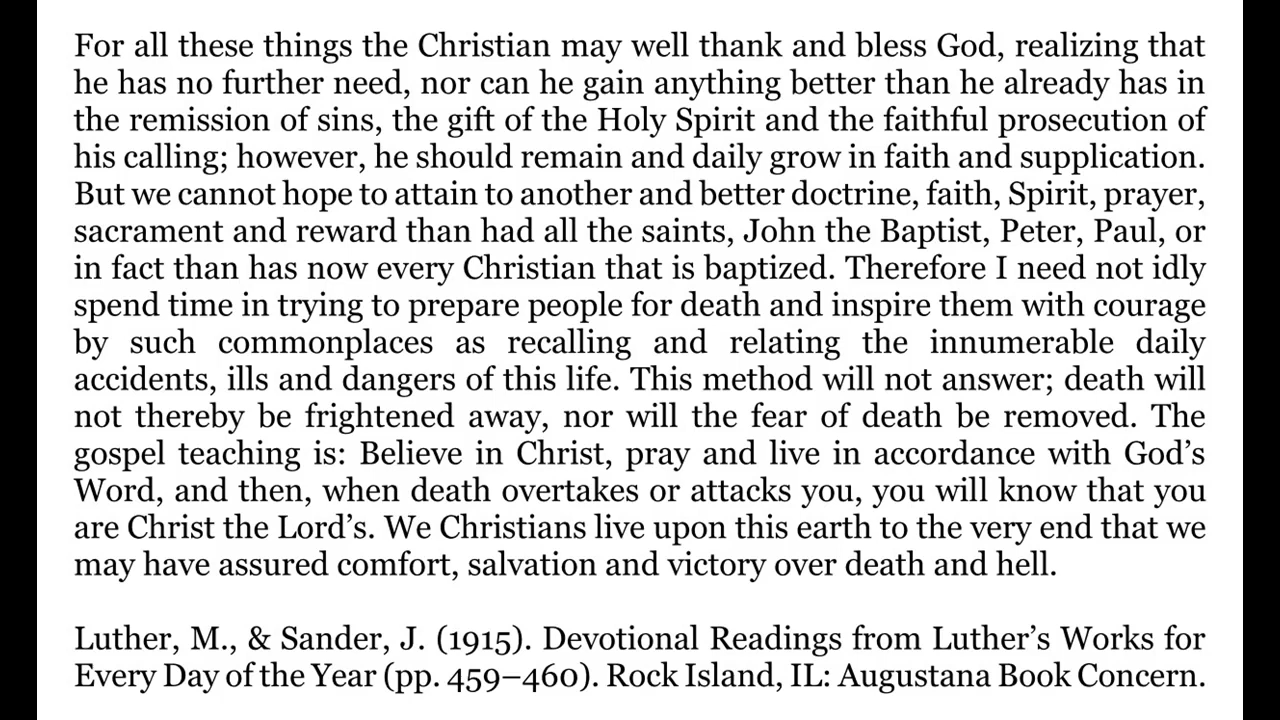 For all these things the Christian may well thank and bless God, realizing that
he has no further need, nor can he gain anything better than he already has in
the remission of sins, the gift of the Holy Spirit and the faithful prosecution of
his calling; however, he should remain and daily grow in faith and supplication.
But we cannot hope to attain to another and better doctrine, faith, Spirit, prayer,
sacrament and reward than had all the saints, John the Baptist, Peter, Paul, or
in fact than has now every Christian that is baptized. Therefore I need not idly
spend time in trying to prepare people for death and inspire them with courage
by such commonplaces as recalling and relating the innumerable daily
accidents, ills and dangers of this life. This method will not answer; death will
not thereby be frightened away, nor will the fear of death be removed. The
gospel teaching is: Believe in Christ, pray and live in accordance with God’s
Word, and then, when death overtakes or attacks you, you will know that you
are Christ the Lord’s. We Christians live upon this earth to the very end that we
may have assured comfort, salvation and victory over death and hell.
Luther, M., & Sander, J. (1915). Devotional Readings from Luther’s Works for
Every Day of the Year (pp. 459–460). Rock Island, IL: Augustana Book Concern.